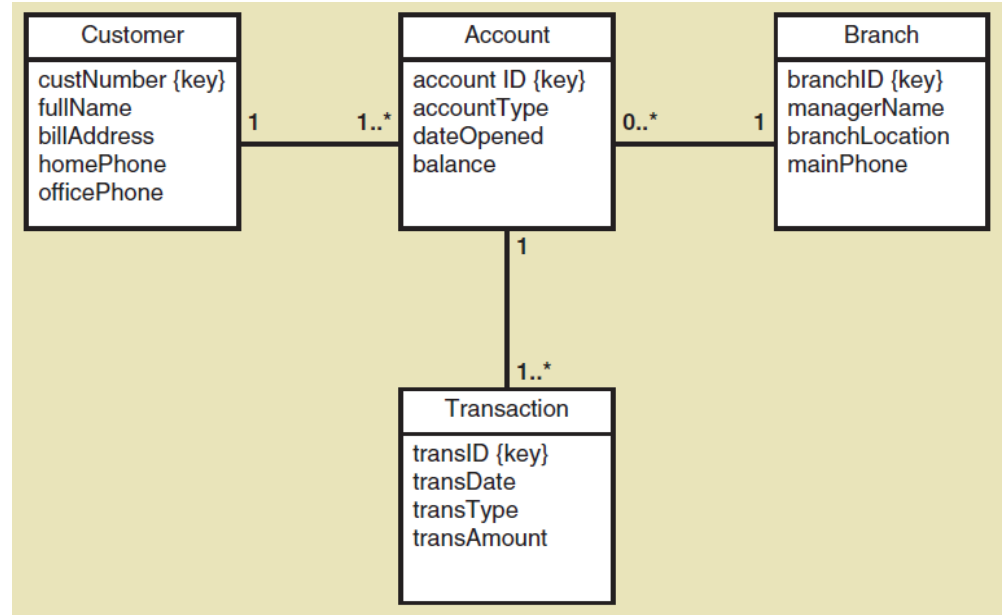 Customer
custNumber {key}
fullName
billAddress
homePhone
officePhone
1
1..*
Account
account ID {key}
accountType
dateOpened
balance
0..*
1
Branch
branchID {key}
managerName
branchLocation
mainPhone
1
1..*
Transaction
transID {key}
transDate
transType
transAmount